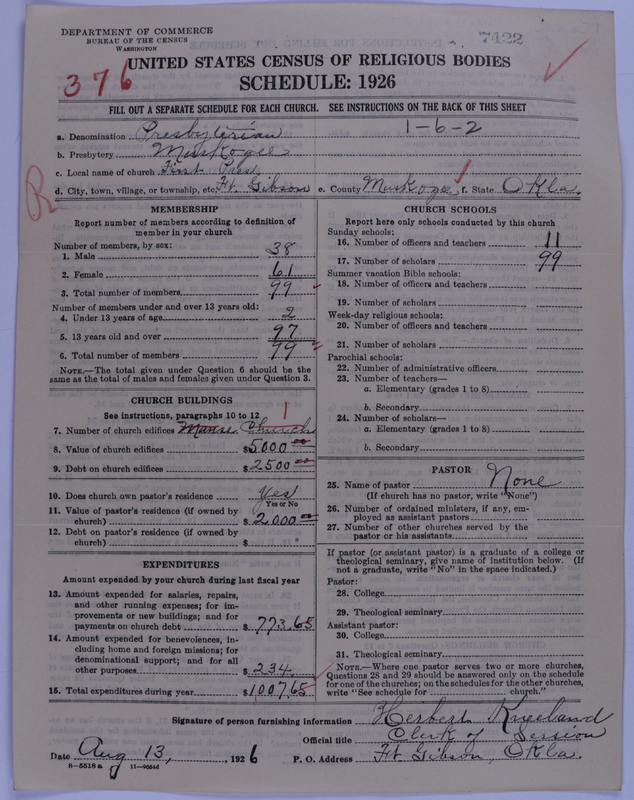 DEPARTMENT OF COMMERCE
BUREAU OF THE CENSUS
WASHINGTON
7422
376
UNITED STATES CENSUS OF RELIGIOUS BODIES
SCHEDULE: 1926
FILL OUT A SEPARATE SCHEDULE FOR EACH CHURCH. SEE INSTRUCTIONS ON THE BACK OF THIS SHEET
a. Denomination Presbyterian 1-6-2
b. Presbytery Muskogee
c. Local name of church First Pres.
d. City, town, village, or township, etc. Ft. Gibson e. County Muskogee f. State Okla.
R
MEMBERSHIP
Report number of members according to definition of
member in your church
Number of members, by sex:
1. Male 38
2. Female 61
3. Total number of members 99
Number of members under and over 13 years old:
4. Under 13 years of age 2
5. 13 years old and over 97
6. Total number of members 99
NOTE.—The total given under Question 6 should be the
same as the total of males and females given under Question 3.
CHURCH BUILDINGS
See instructions, paragraphs 10 to 12
7. Number of church edifices Manse Church 1
8. Value of church edifices $5000.00
9. Debt on church edifices $2500.00
10. Does church own pastor's residence Yes
Yes or No
11. Value of pastor's residence (if owned by
church) $2000.00
12. Debt on pastor's residence (if owned by
church) $
EXPENDITURES
Amount expended by your church during last fiscal year
13. Amount expended for salaries, repairs,
and other running expenses; for im-
provements or new buildings; and for
payments on church debt $773.65
14. Amount expended for benevolences, in-
cluding home and foreign missions; for
denominational support; and for all
other purposes $234.
15. Total expenditures during year $1007.65
CHURCH SCHOOLS
Report here only schools conducted by this church
Sunday schools:
16. Number of officers and teachers 11
17. Number of scholars 99
Summer vacation Bible schools:
18. Number of officers and teachers
19. Number of scholars
Week-day religious schools:
20. Number of officers and teachers
21. Number of scholars
Parochial schools:
22. Number of administrative officers
23. Number of teachers—
a. Elementary (grades 1 to 8)
b. Secondary
24. Number of scholars—
a. Elementary (grades 1 to 8)
b. Secondary
PASTOR
25. Name of pastor None
(If church has no pastor, write "None")
26. Number of ordained ministers, if any, em-
ployed as assistant pastors
27. Number of other churches served by the
pastor or his assistants
If pastor (or assistant pastor) is a graduate of a college or
theological seminary, give name of institution below. (If
not a graduate, write "No" in the space indicated.)
Pastor:
28. College
29. Theological seminary
Assistant pastor:
30. College
31. Theological seminary
NOTE.—Where one pastor serves two or more churches,
Questions 28 and 29 should be answered only on the schedule
for one of the churches; on the schedules for the other churches,
write "See schedule for church."
Signature of person furnishing information Herbert Kneeland
Official title Clerk of Session
Date Aug 13, 1926 P. O. Address Ft. Gibson, Okla.
8—5518 a 11—9684d